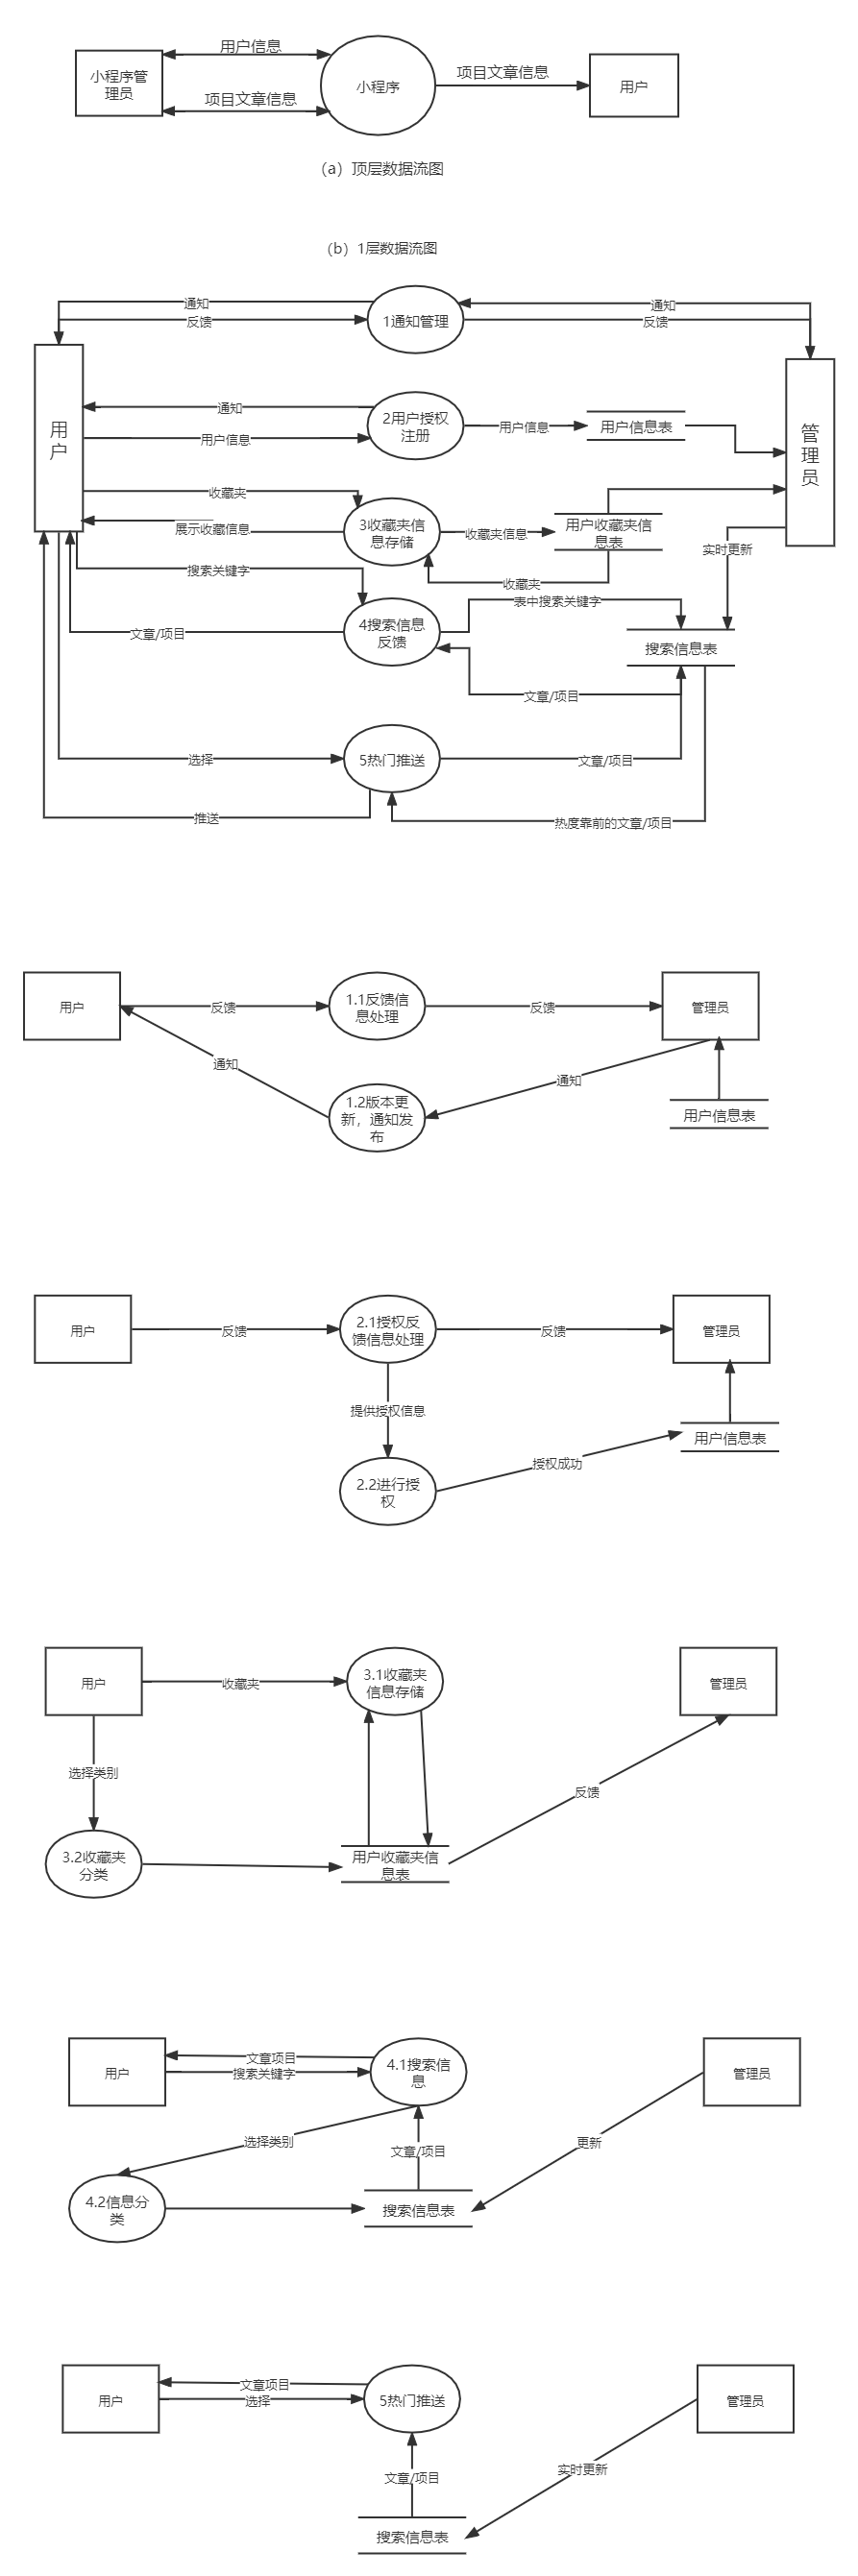 用户信息
小程序管
理员
项目文章信息
小程序
项目文章信息
用户
（a）顶层数据流图
（b）1层数据流图
通知
反馈
1通知管理
通知
反馈
用
户
管
理
员
通知
用户信息
2用户授权
注册
用户信息
用户信息表
收藏夹
展示收藏信息
3收藏夹信
息存储
收藏夹信息
用户收藏夹信
息表
收藏夹
实时更新
搜索关键字
文章/项目
4搜索信息
反馈
表中搜索关键字
搜索信息表
文章/项目
选择
5热门推送
文章/项目
推送
热度靠前的文章/项目
用户
反馈
1.1反馈信
息处理
反馈
管理员
通知
1.2版本更
新，通知发
布
通知
用户信息表
用户
反馈
2.1授权反
馈信息处理
反馈
管理员
提供授权信息
用户信息表
授权成功
2.2进行授
权
用户
收藏夹
3.1收藏夹
信息存储
管理员
选择类别
反馈
3.2收藏夹
分类
用户收藏夹信
息表
用户
文章项目
搜索关键字
4.1搜索信
息
管理员
选择类别
文章/项目
更新
4.2信息分
类
搜索信息表
用户
文章项目
选择
5热门推送
管理员
文章/项目
实时更新
搜索信息表